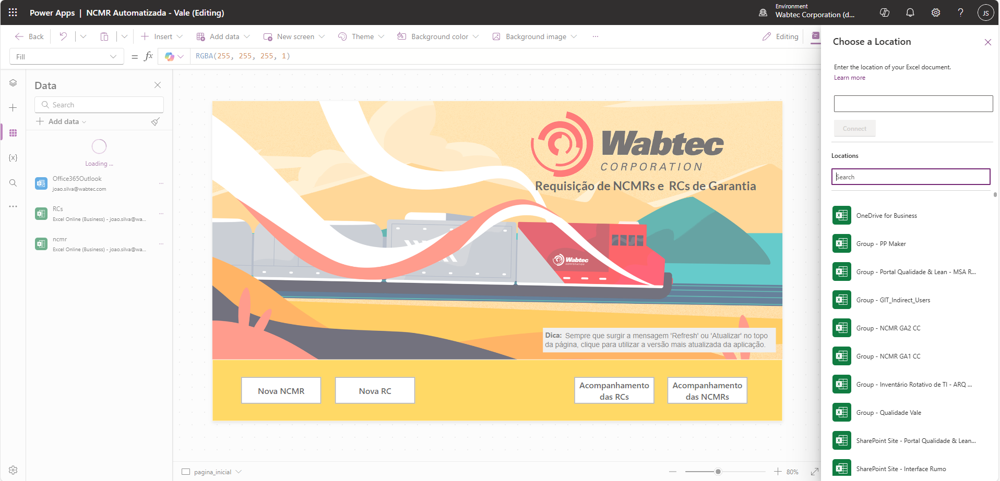 Power Apps | NCMR Automatizada - Vale (Editing)
Environment
Wabtec Corporation (d...
JS
Back
Insert
Add data
New screen
Theme
Background color
Background image
...
Editing
Fill
= fx
RGBA(255, 255, 255, 1)
Data
Search
Add data
Loading ...
Office365Outlook
joao.silva@wabtec.com
RCs
Excel Online (Business) - joao.silva@wa...
ncmr
Excel Online (Business) - joao.silva@wa...
Wabtec
CORPORATION
Requisição de NCMRs e RCs de Garantia
Wabtec
CORPORATION
Dica: Sempre que surgir a mensagem 'Refresh' ou 'Atualizar' no topo
da página, clique para utilizar a versão mais atualizada da aplicação.
Nova NCMR
Nova RC
Acompanhamento
das RCs
Acompanhamento
das NCMRs
pagina_inicial
80%
Choose a Location
Enter the location of your Excel document.
Learn more
Connect
Locations
Search
OneDrive for Business
Group - PP Maker
Group - Portal Qualidade & Lean - MSA R...
Group - GIT_Indirect_Users
Group - NCMR GA2 CC
Group - NCMR GA1 CC
Group - Inventário Rotativo de TI - ARQ ...
Group - Qualidade Vale
SharePoint Site - Portal Qualidade & Lean...
SharePoint Site - Interface Rumo